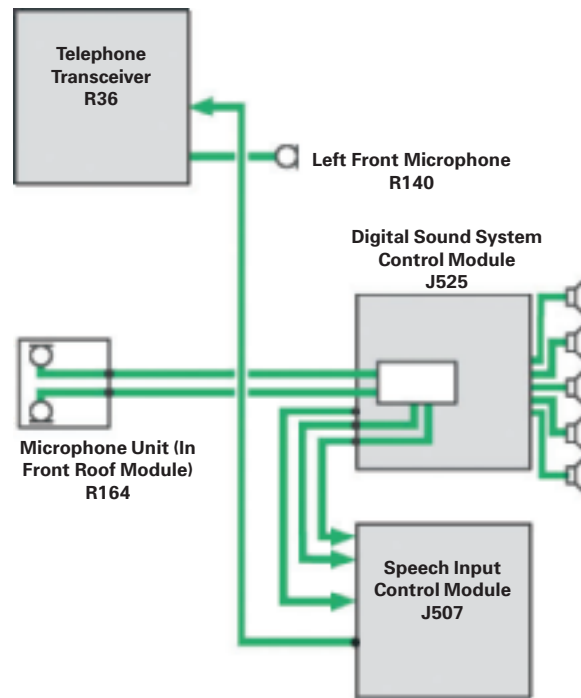 Telephone
Transceiver
R36
Left Front Microphone
R140
Digital Sound System
Control Module
J525
Microphone Unit (In
Front Roof Module)
R164
Speech Input
Control Module
J507